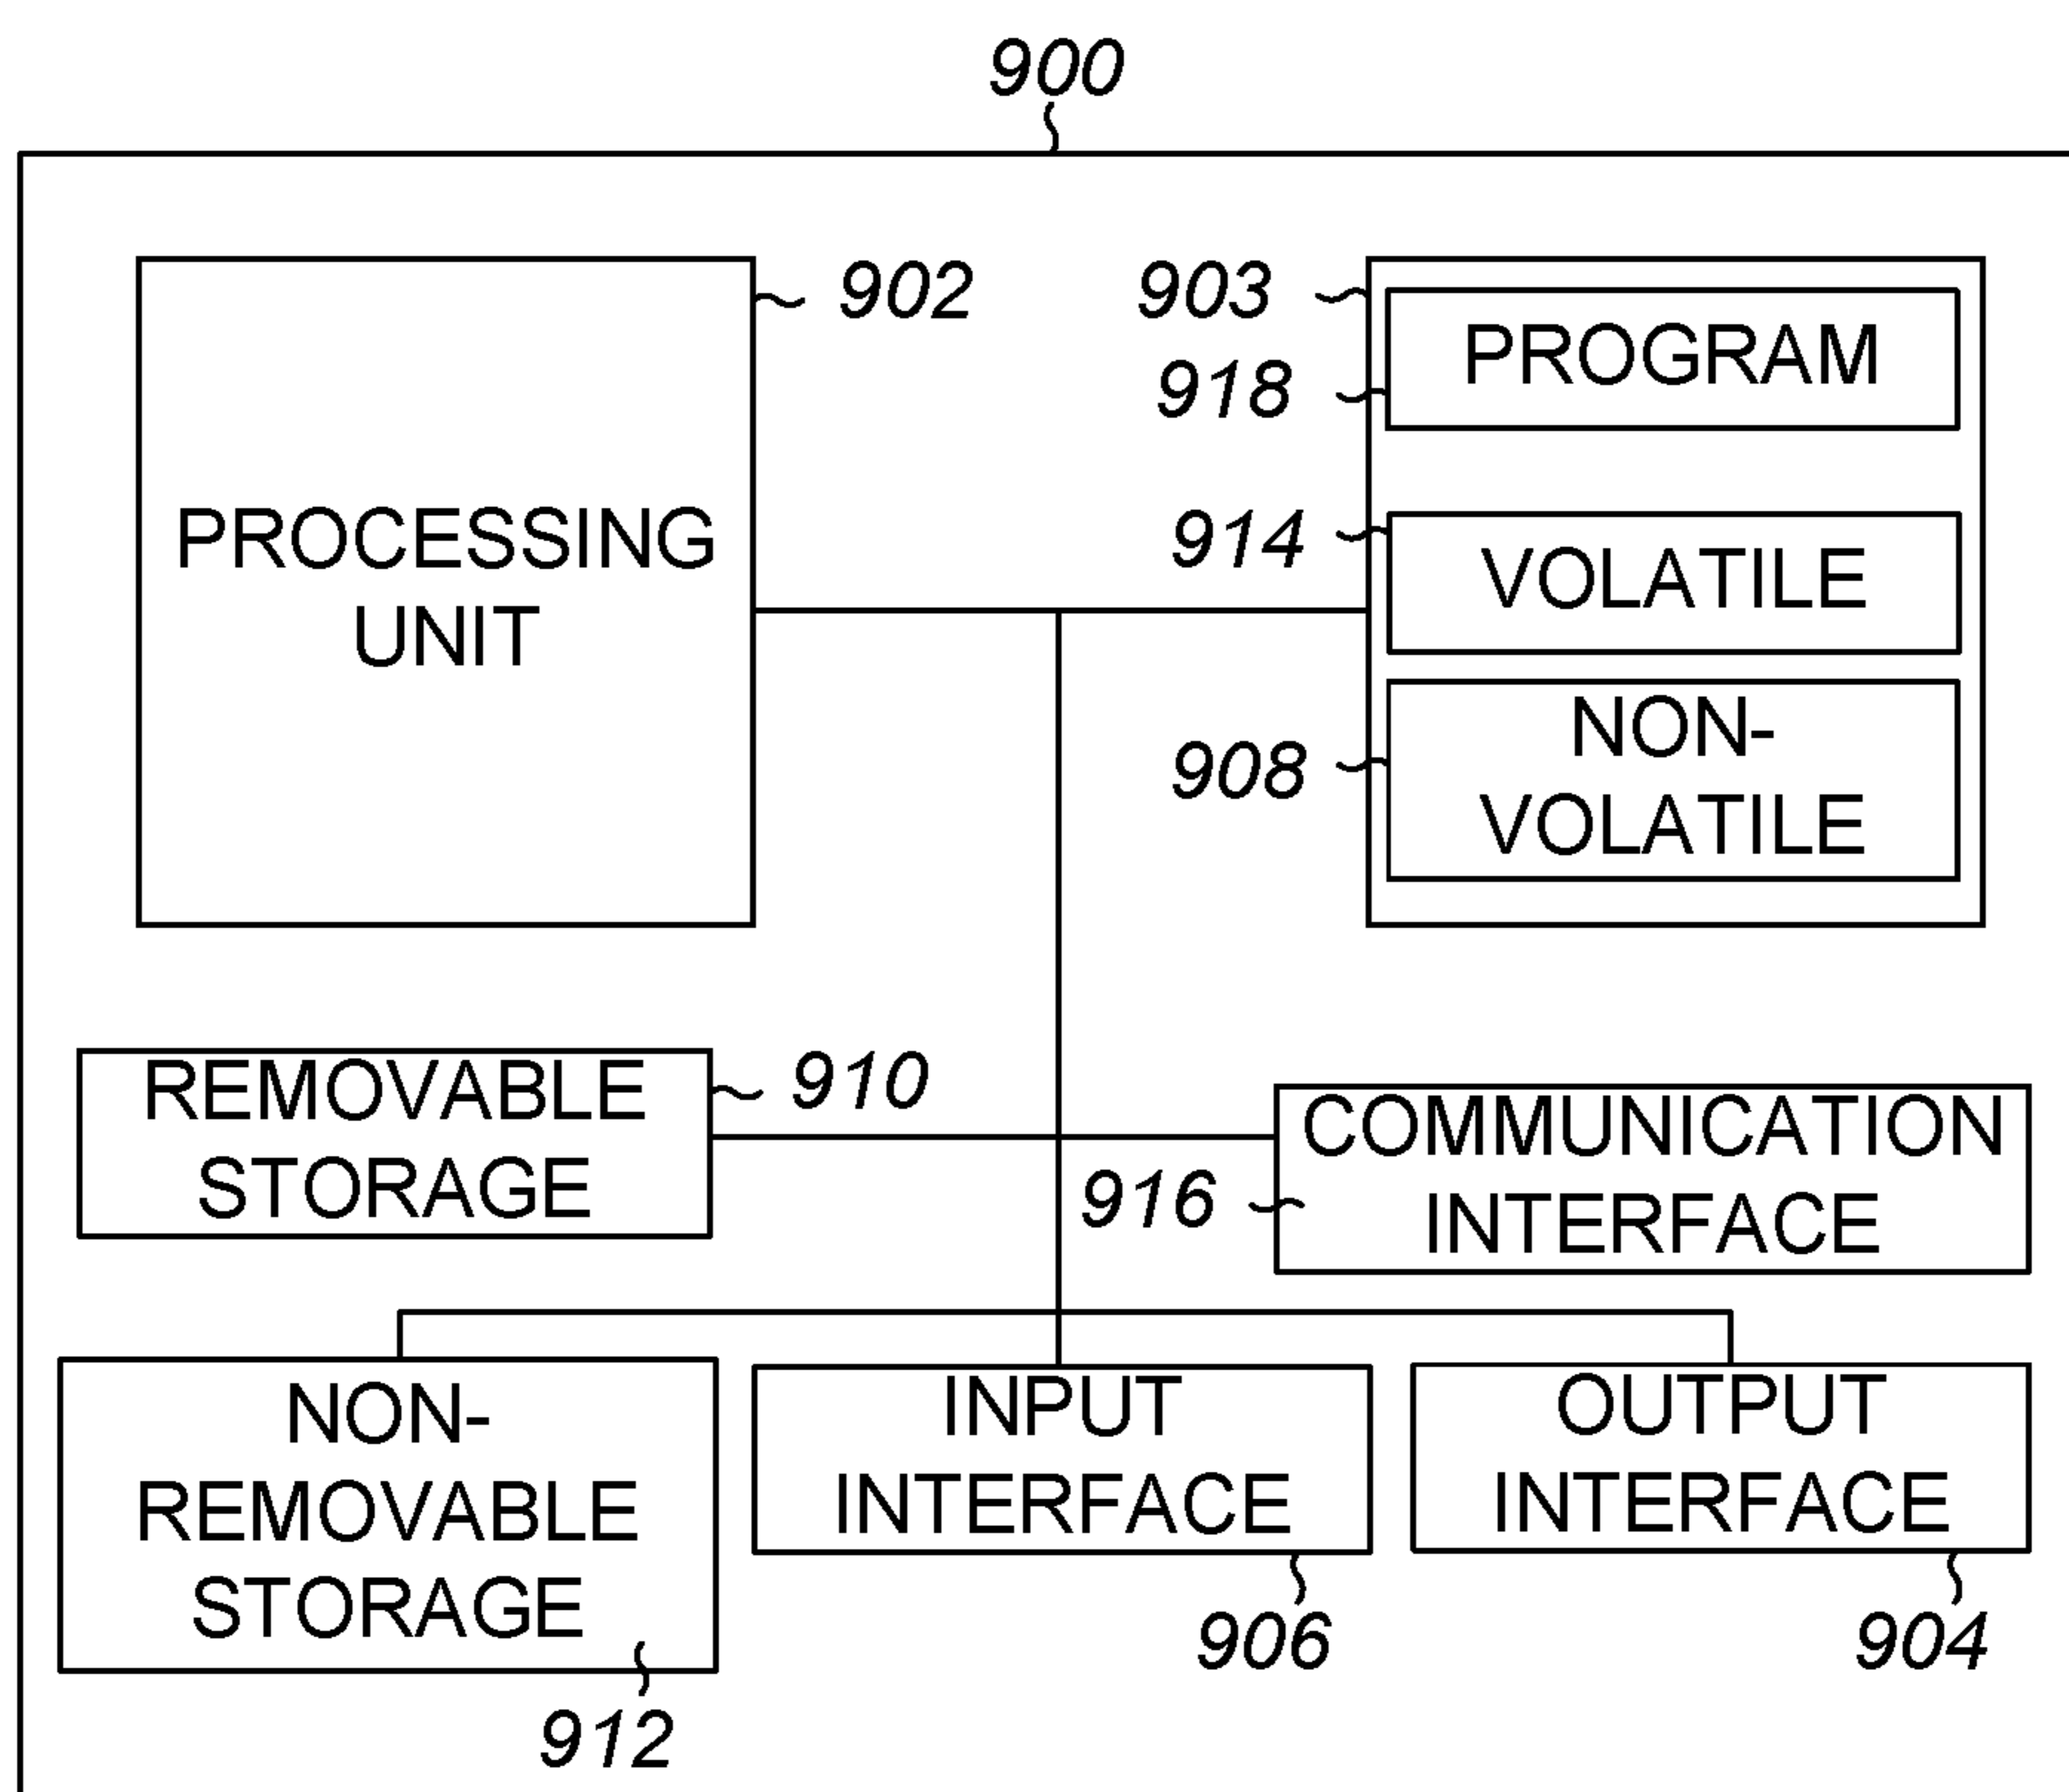 900
902
903
PROGRAM
918
PROCESSING
UNIT
914
VOLATILE
908
NON-
VOLATILE
REMOVABLE
STORAGE
910
COMMUNICATION
INTERFACE
916
NON-
REMOVABLE
STORAGE
912
INPUT
INTERFACE
906
OUTPUT
INTERFACE
904